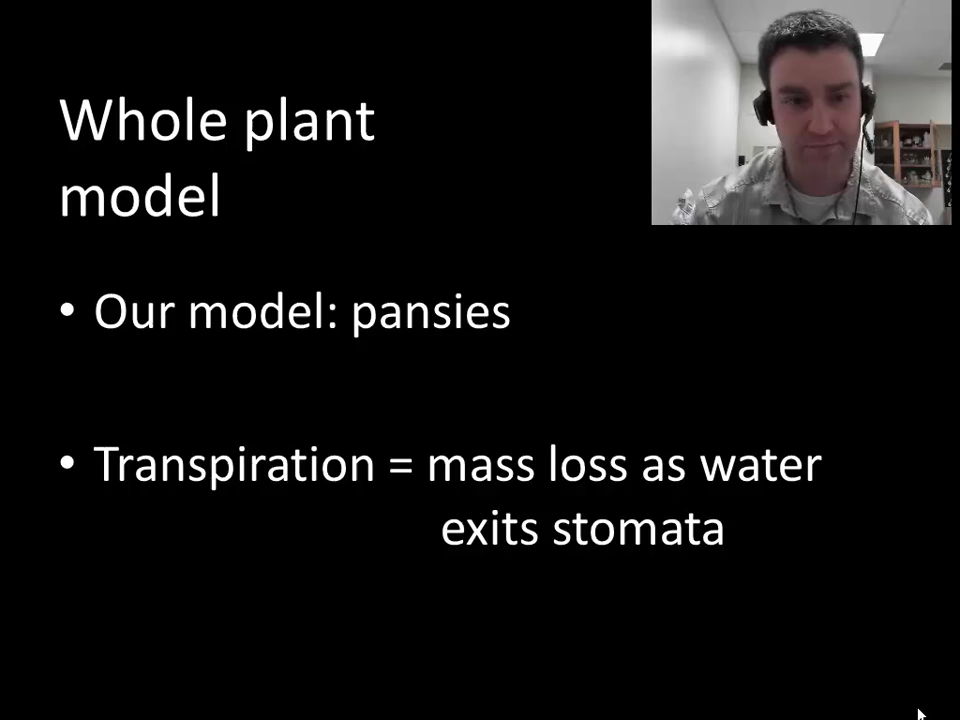 Whole plant
model
• Our model: pansies
• Transpiration = mass loss as water
exits stomata